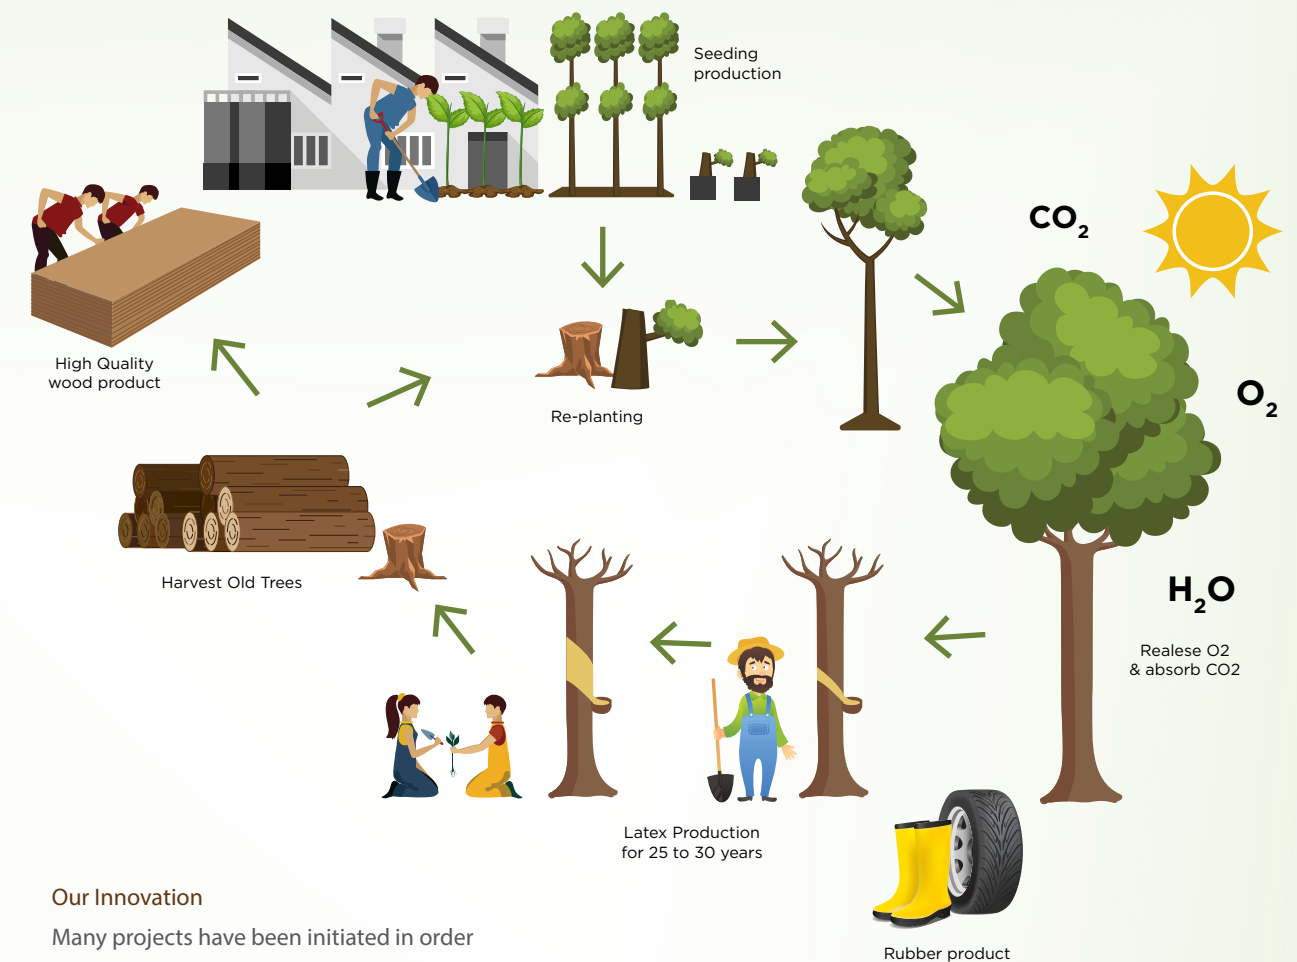 Seeding
production
CO₂
High Quality
wood product
Re-planting
O₂
Harvest Old Trees
H₂O
Realese O2
& absorb CO2
Latex Production
for 25 to 30 years
Rubber product
Our Innovation
Many projects have been initiated in order